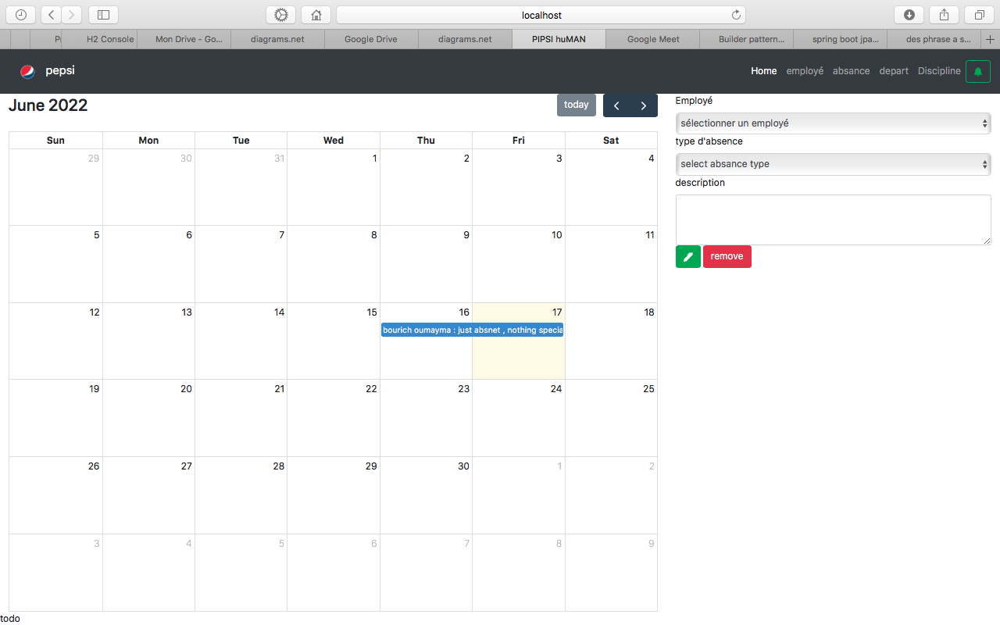 localhost
H2 Console
Mon Drive - Go...
diagrams.net
Google Drive
diagrams.net
PIPSI huMAN
Google Meet
Builder pattern...
spring boot jpa...
des phrase a s...
pepsi
Home employé absance depart Discipline
June 2022
today
Sun Mon Tue Wed Thu Fri Sat
29 30 31 1 2 3 4
5 6 7 8 9 10 11
12 13 14 15 16 17 18
bourich oumayma : just absnet , nothing specia
19 20 21 22 23 24 25
26 27 28 29 30 1 2
3 4 5 6 7 8 9
Employé
sélectionner un employé
type d'absence
select absance type
description
remove
todo